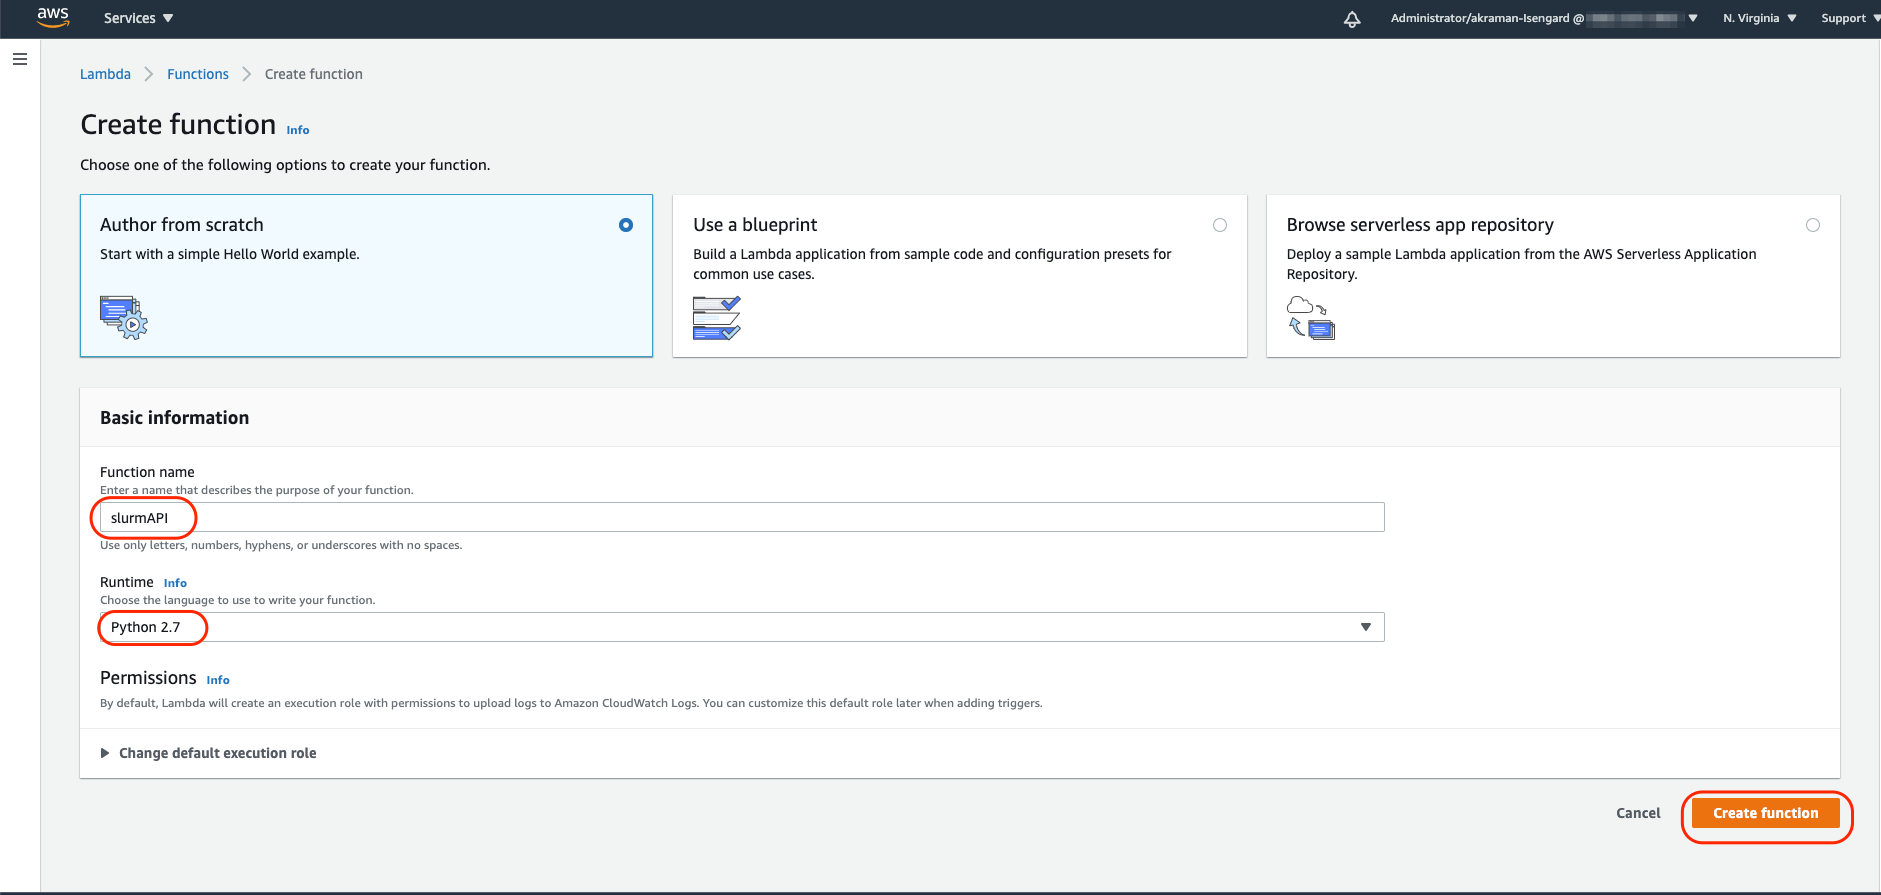 aws Services Administrator/akraman-Isengard @ N. Virginia Support
Lambda Functions Create function
Create function Info
Choose one of the following options to create your function.
Author from scratch
Start with a simple Hello World example.
Use a blueprint
Build a Lambda application from sample code and configuration presets for
common use cases.
Browse serverless app repository
Deploy a sample Lambda application from the AWS Serverless Application
Repository.
Basic information
Function name
Enter a name that describes the purpose of your function.
slurmAPI
Use only letters, numbers, hyphens, or underscores with no spaces.
Runtime Info
Choose the language to use to write your function.
Python 2.7
Permissions Info
By default, Lambda will create an execution role with permissions to upload logs to Amazon CloudWatch Logs. You can customize this default role later when adding triggers.
Change default execution role
Cancel Create function